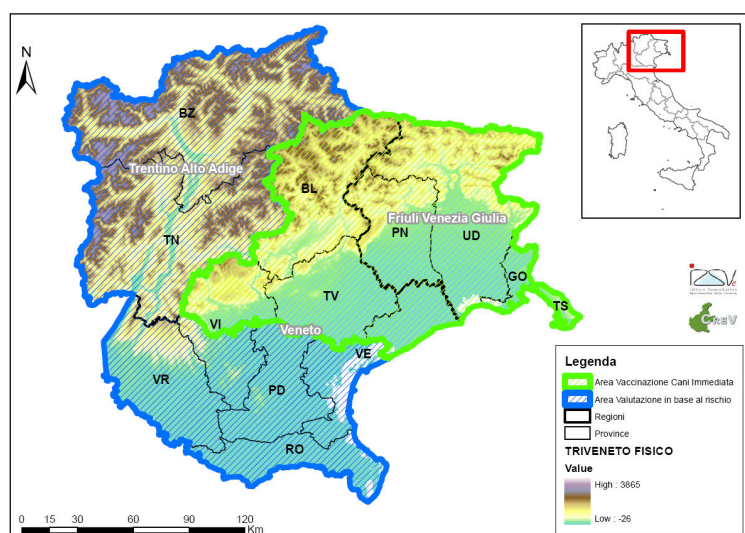 N
BZ
Trentino Alto Adige
BL
TN
Friuli Venezia Giulia
PN
UD
GO
TS
TV
VI
Veneto
VE
VR
PD
RO
0 15 30 60 90 120
Km
CREV
Legenda
Area Vaccinazione Cani Immediata
Area Valutazione in base al rischio
Regioni
Province
TRIVENETO FISICO
Value
High : 3865
Low : -26